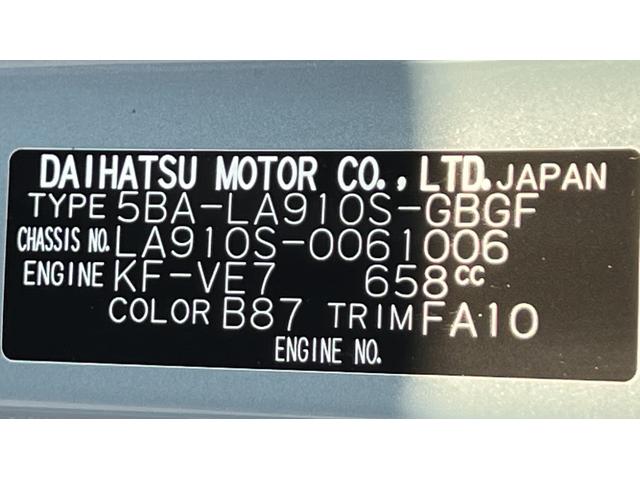 DAIHATSU MOTOR CO., LTD. JAPAN
TYPE 5BA-LA910S-GBGF
CHASSIS NO. LA910S-0061006
ENGINE KF-VE7 658CC
COLOR B87 TRIM FA10
ENGINE NO.